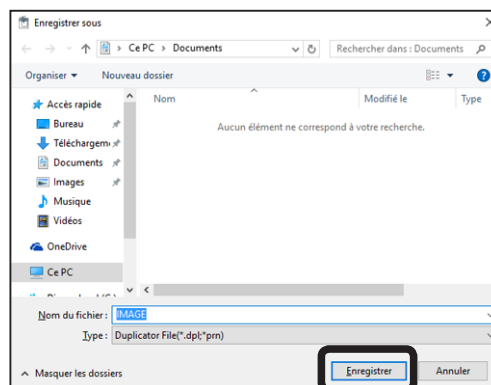 Enregistrer sous
Ce PC > Documents
Rechercher dans : Documents
Organiser
Nouveau dossier
Nom
Modifié le
Type
Aucun élément ne correspond à votre recherche.
Accès rapide
Bureau
Téléchargem
Documents
Images
Musique
Vidéos
OneDrive
Ce PC
Nom du fichier : IMAGE
Type : Duplicator File(*.dpl;*prn)
Masquer les dossiers
Enregistrer
Annuler